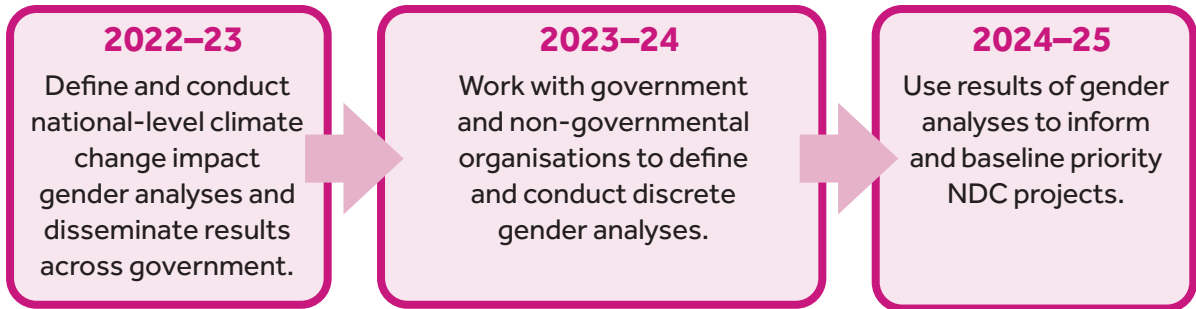 2022–23
Define and conduct
national-level climate
change impact
gender analyses and
disseminate results
across government.
2023–24
Work with government
and non-governmental
organisations to define
and conduct discrete
gender analyses.
2024–25
Use results of gender
analyses to inform
and baseline priority
NDC projects.